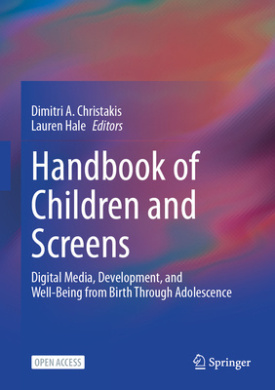 Dimitri A. Christakis
Lauren Hale Editors
Handbook of
Children and
Screens
Digital Media, Development, and
Well-Being from Birth Through Adolescence
OPEN ACCESS
Springer